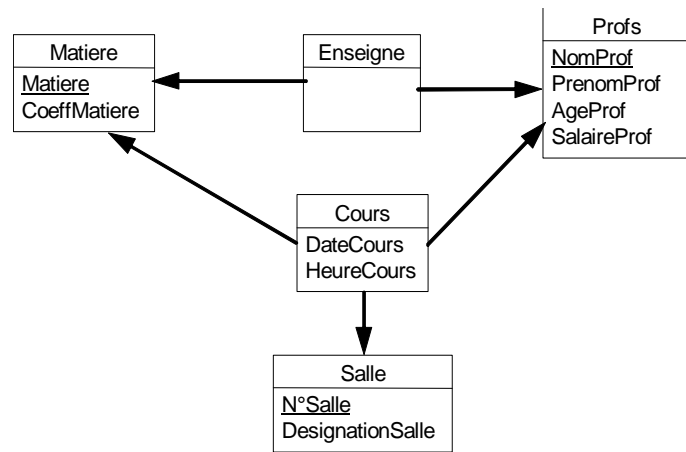 Matiere
Matiere
CoeffMatiere
Enseigne
Profs
NomProf
PrenomProf
AgeProf
SalaireProf
Cours
DateCours
HeureCours
Salle
N°Salle
DesignationSalle